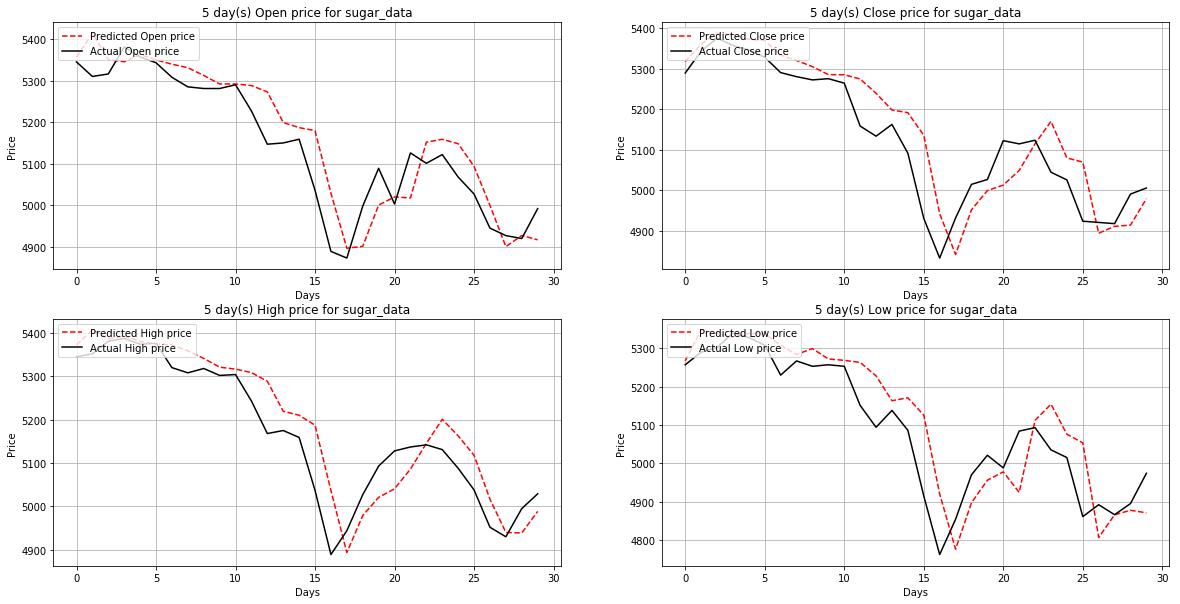 5 day(s) Open price for sugar_data
Predicted Open price
Actual Open price
5400
5300
5200
5100
5000
4900
Price
0 5 10 15 20 25 30
Days
5 day(s) Close price for sugar_data
Predicted Close price
Actual Close price
5400
5300
5200
5100
5000
4900
Price
0 5 10 15 20 25 30
Days
5 day(s) High price for sugar_data
Predicted High price
Actual High price
5400
5300
5200
5100
5000
4900
Price
0 5 10 15 20 25 30
Days
5 day(s) Low price for sugar_data
Predicted Low price
Actual Low price
5300
5200
5100
5000
4900
4800
Price
0 5 10 15 20 25 30
Days